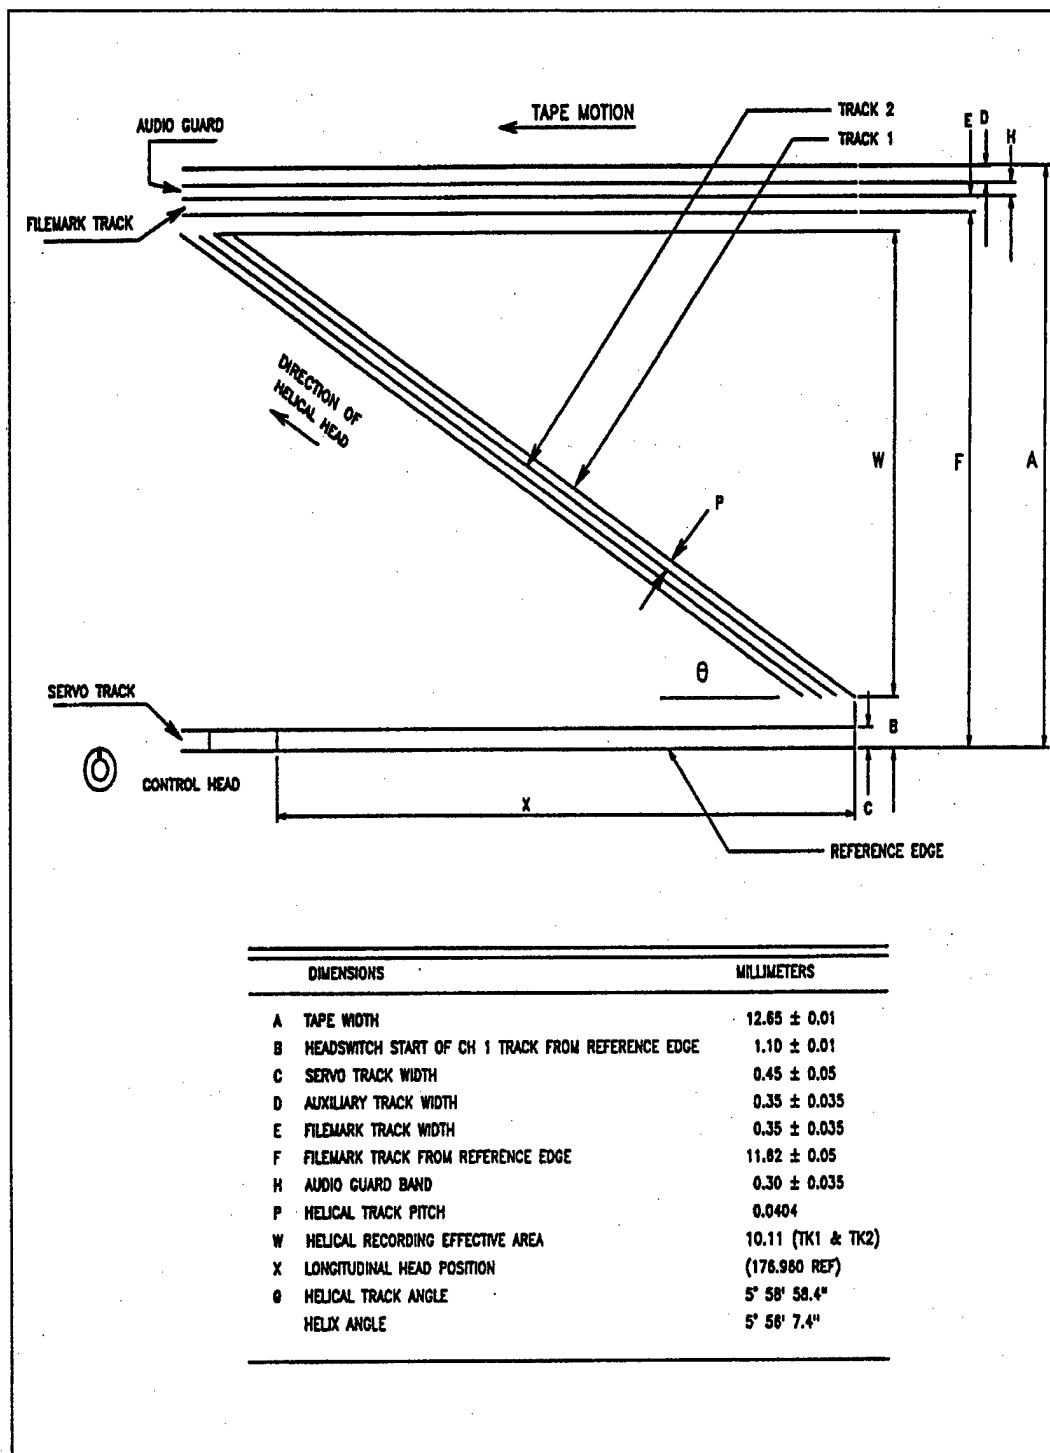 TAPE MOTION
TRACK 2
TRACK 1
AUDIO GUARD
E
D
H
FILEMARK TRACK
DIRECTION OF
HELICAL HEAD
W
F
A
P
θ
SERVO TRACK
B
CONTROL HEAD
X
C
REFERENCE EDGE
DIMENSIONS MILLIMETERS
A TAPE WIDTH 12.65 ± 0.01
B HEADSWITCH START OF CH 1 TRACK FROM REFERENCE EDGE 1.10 ± 0.01
C SERVO TRACK WIDTH 0.45 ± 0.05
D AUXILIARY TRACK WIDTH 0.35 ± 0.035
E FILEMARK TRACK WIDTH 0.35 ± 0.035
F FILEMARK TRACK FROM REFERENCE EDGE 11.62 ± 0.05
H AUDIO GUARD BAND 0.30 ± 0.035
P HELICAL TRACK PITCH 0.0404
W HELICAL RECORDING EFFECTIVE AREA 10.11 (TK1 & TK2)
X LONGITUDINAL HEAD POSITION (176.960 REF)
θ HELICAL TRACK ANGLE 5° 58' 58.4"
HELIX ANGLE 5° 56' 7.4"